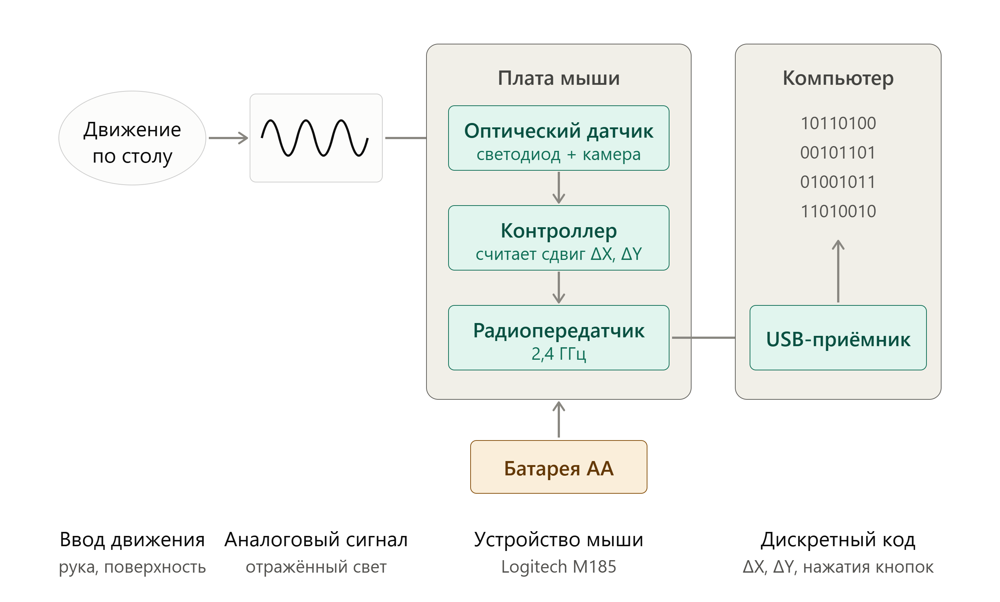 Движение
по столу
Плата мыши
Оптический датчик
светодиод + камера
Контроллер
считает сдвиг ΔX, ΔY
Радиопередатчик
2,4 ГГц
Компьютер
10110100
00101101
01001011
11010010
USB-приёмник
Батарея AA
Ввод движения
рука, поверхность
Аналоговый сигнал
отражённый свет
Устройство мыши
Logitech M185
Дискретный код
ΔX, ΔY, нажатия кнопок